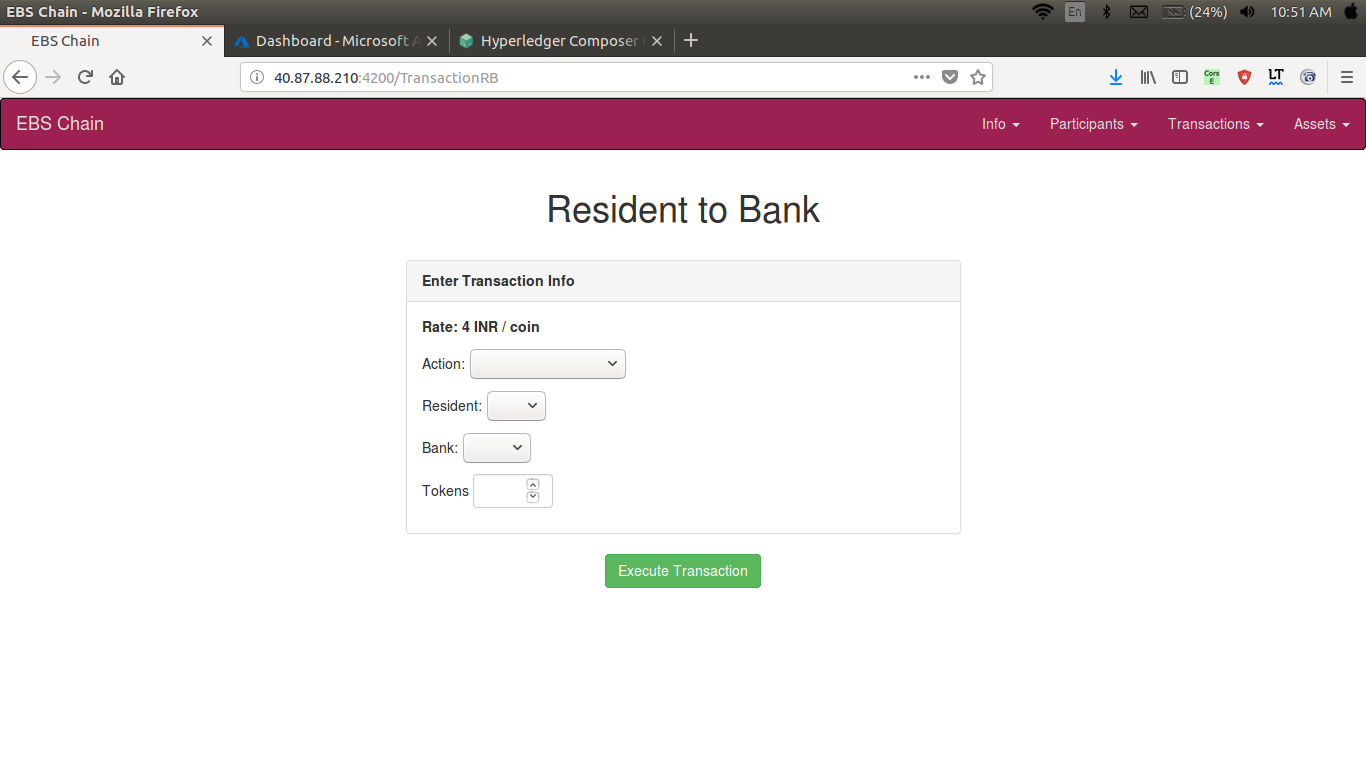 EBS Chain - Mozilla Firefox
En
(24%)
10:51 AM
EBS Chain
Dashboard - Microsoft A
Hyperledger Composer
40.87.88.210:4200/TransactionRB
Cors
E
LT
EBS Chain
Info
Participants
Transactions
Assets
Resident to Bank
Enter Transaction Info
Rate: 4 INR / coin
Action:
Resident:
Bank:
Tokens
Execute Transaction